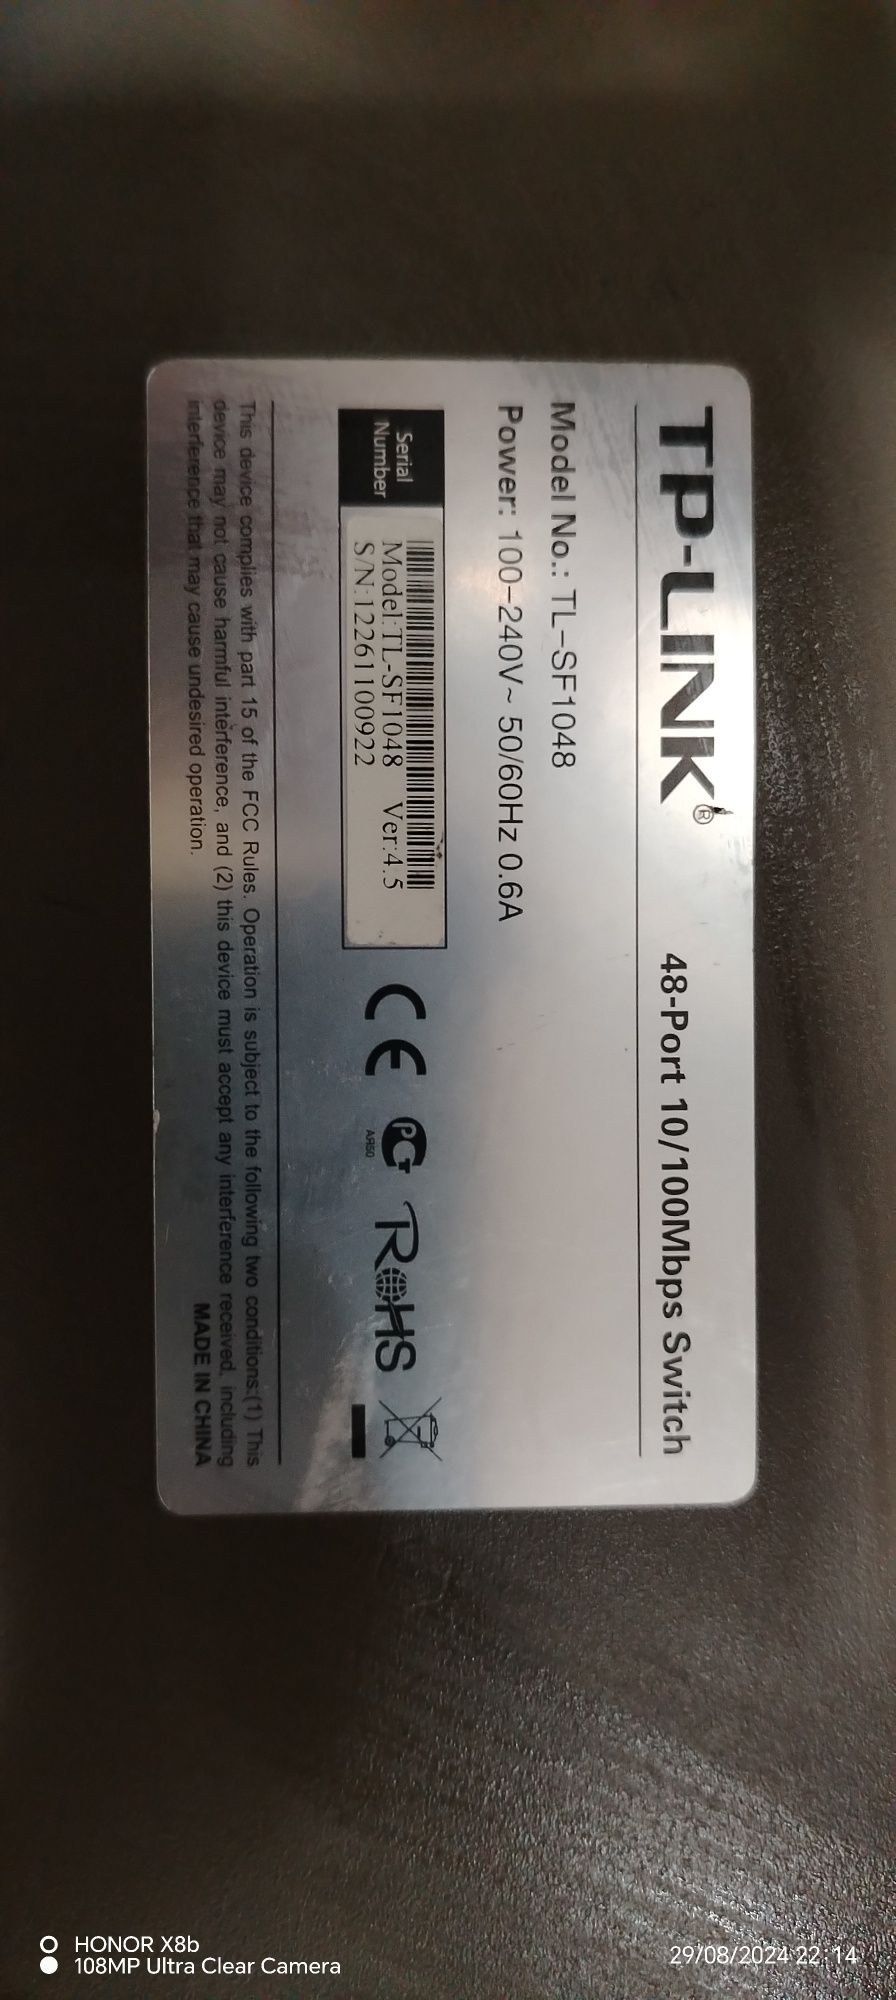 TP-LINK® 48-Port 10/100Mbps Switch
Model No.: TL-SF1048
Power: 100-240V~ 50/60Hz 0.6A
Serial Number
Model:TL-SF1048 Ver:4.5
S/N:12261100922
CE PCT RoHS
АЯ50
This device complies with part 15 of the FCC Rules. Operation is subject to the following two conditions:(1) This
device may not cause harmful interference, and (2) this device must accept any interference received, including
interference that may cause undesired operation.
MADE IN CHINA
HONOR X8b
108MP Ultra Clear Camera
29/08/2024 22:14